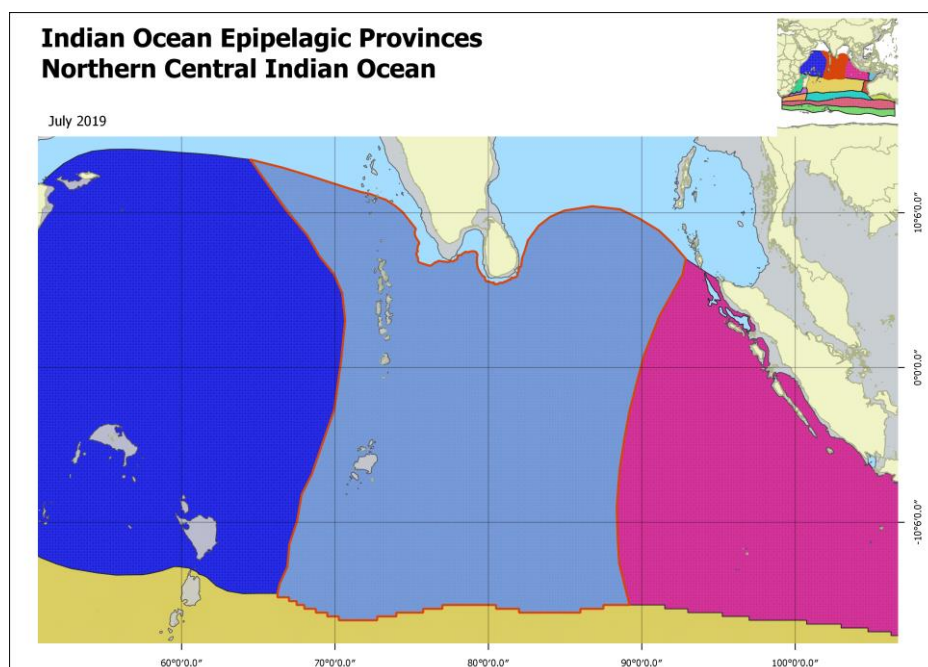 Indian Ocean Epipelagic Provinces
Northern Central Indian Ocean
July 2019
10°6'0.0"
0°0'0.0"
-10°6'0.0"
60°0'0.0"
70°0'0.0"
80°0'0.0"
90°0'0.0"
100°0'0.0"